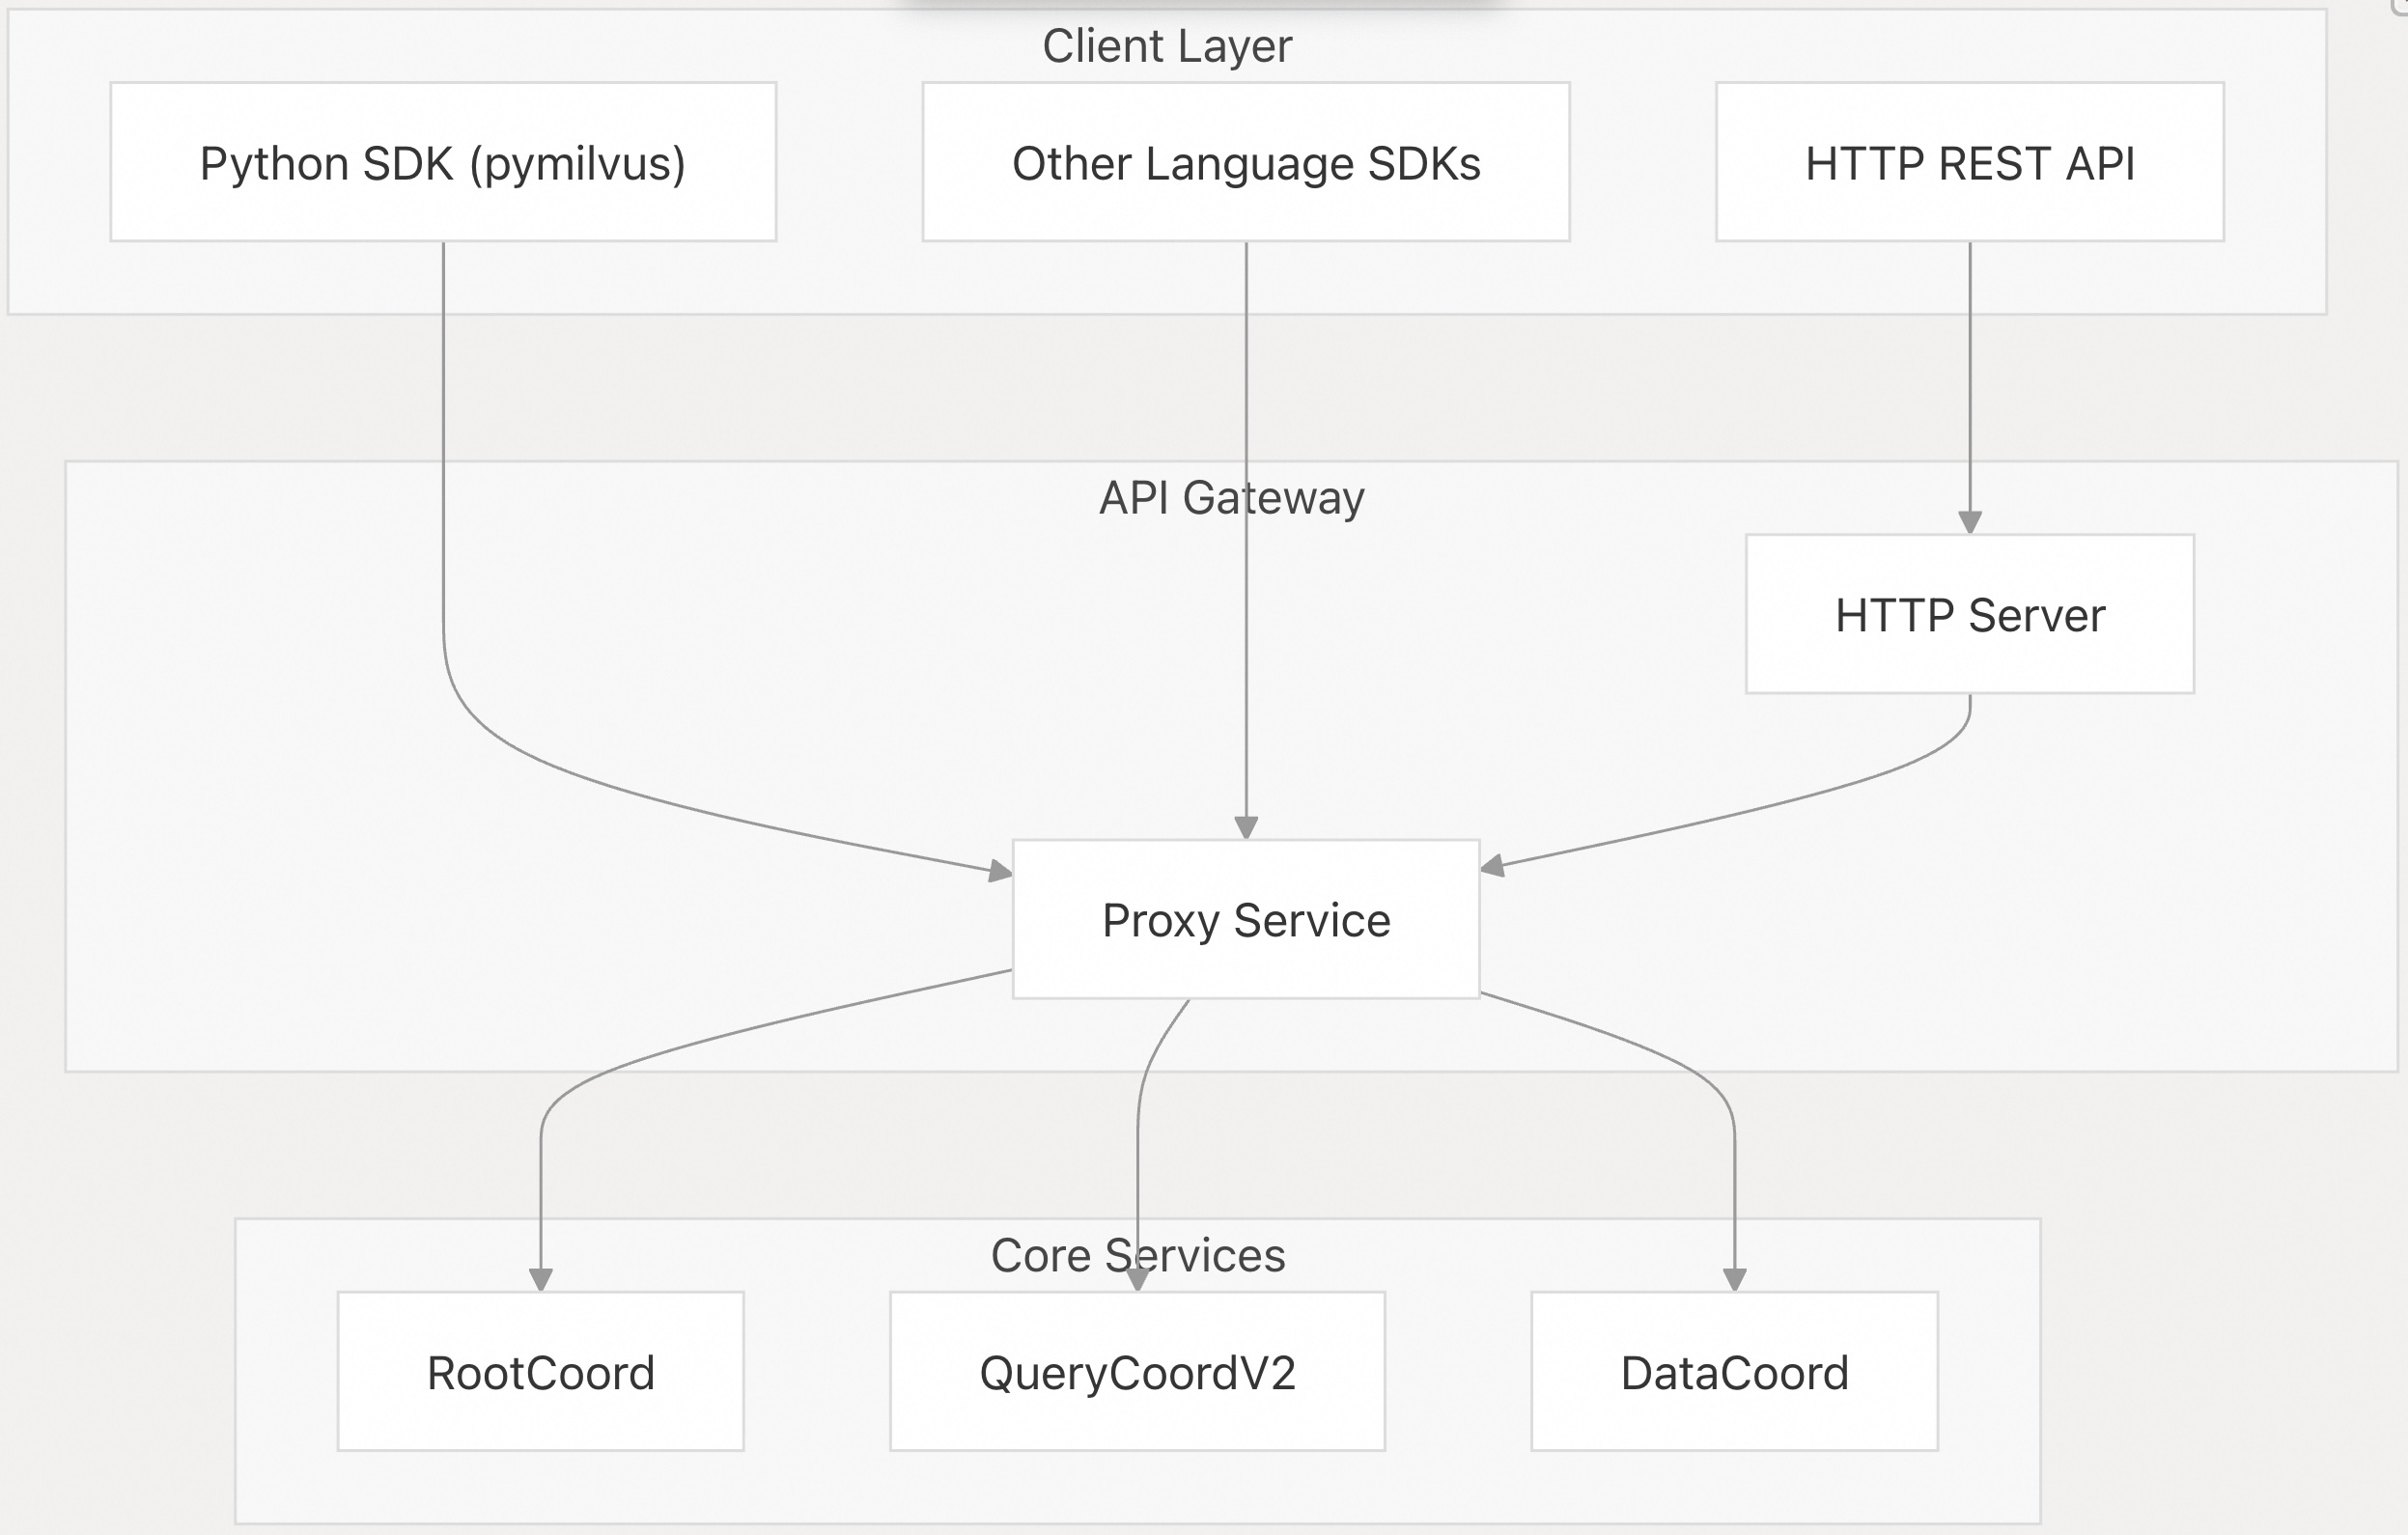 Client Layer
Python SDK (pymilvus)
Other Language SDKs
HTTP REST API
API Gateway
HTTP Server
Proxy Service
Core Services
RootCoord
QueryCoordV2
DataCoord